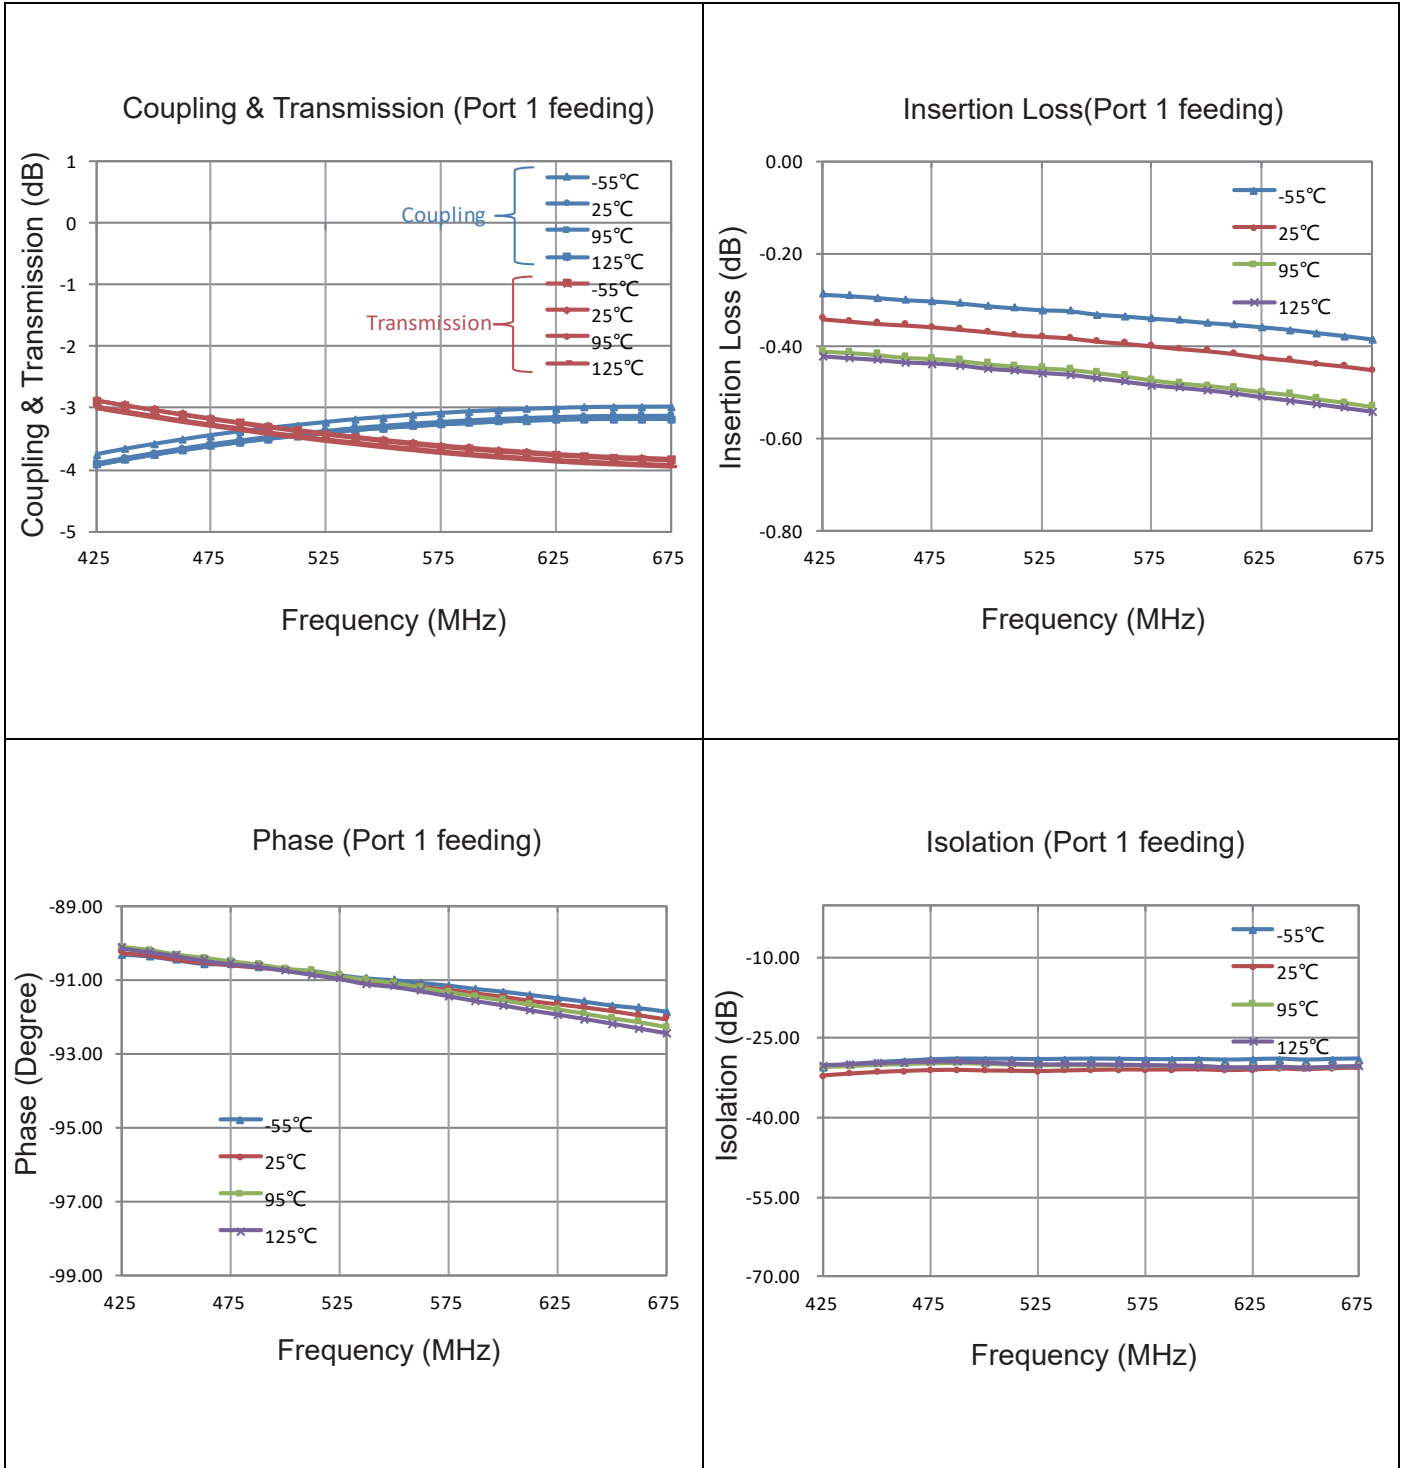 Coupling & Transmission (Port 1 feeding)
Coupling & Transmission (dB)
1
0
-1
-2
-3
-4
-5
Coupling
-55℃
25℃
95℃
125℃
Transmission
-55℃
25℃
95℃
125℃
425 475 525 575 625 675
Frequency (MHz)
Insertion Loss(Port 1 feeding)
Insertion Loss (dB)
0.00
-0.20
-0.40
-0.60
-0.80
-55℃
25℃
95℃
125℃
425 475 525 575 625 675
Frequency (MHz)
Phase (Port 1 feeding)
Phase (Degree)
-89.00
-91.00
-93.00
-95.00
-97.00
-99.00
-55℃
25℃
95℃
125℃
425 475 525 575 625 675
Frequency (MHz)
Isolation (Port 1 feeding)
Isolation (dB)
-10.00
-25.00
-40.00
-55.00
-70.00
-55℃
25℃
95℃
125℃
425 475 525 575 625 675
Frequency (MHz)